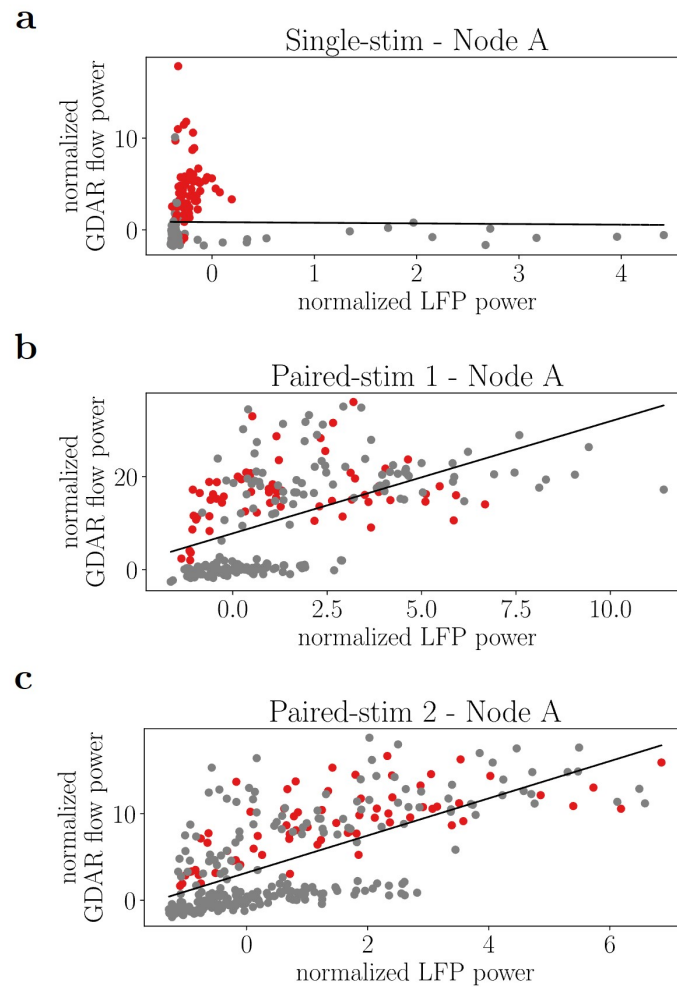 a
Single-stim - Node A
normalized
GDAR flow power
10
0
0 1 2 3 4
normalized LFP power
b
Paired-stim 1 - Node A
normalized
GDAR flow power
20
0
0.0 2.5 5.0 7.5 10.0
normalized LFP power
c
Paired-stim 2 - Node A
normalized
GDAR flow power
10
0
0 2 4 6
normalized LFP power